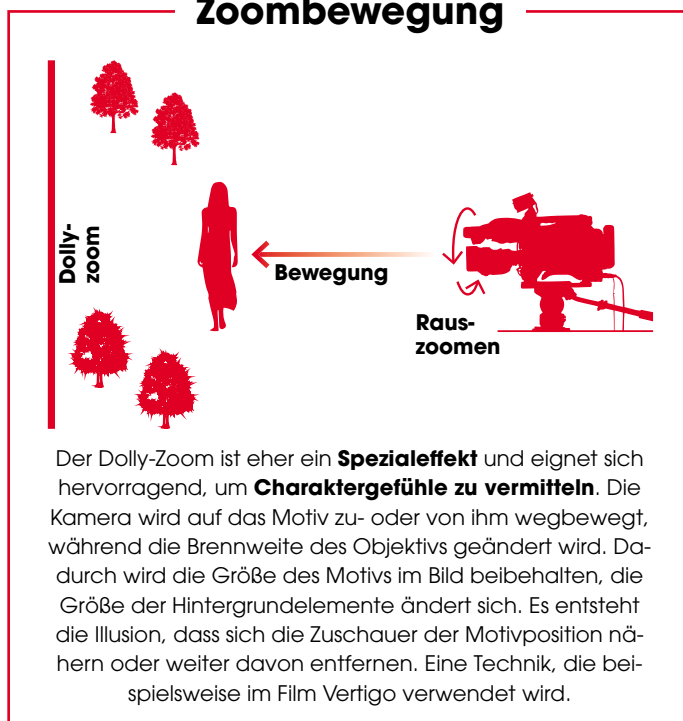 Zoombewegung
Dolly-
zoom
Bewegung
Raus-
zoomen
Der Dolly-Zoom ist eher ein Spezialeffekt und eignet sich
hervorragend, um Charaktergefühle zu vermitteln. Die
Kamera wird auf das Motiv zu- oder von ihm wegbewegt,
während die Brennweite des Objektivs geändert wird. Da-
durch wird die Größe des Motivs im Bild beibehalten, die
Größe der Hintergrundelemente ändert sich. Es entsteht
die Illusion, dass sich die Zuschauer der Motivposition nä-
hern oder weiter davon entfernen. Eine Technik, die bei-
spielsweise im Film Vertigo verwendet wird.